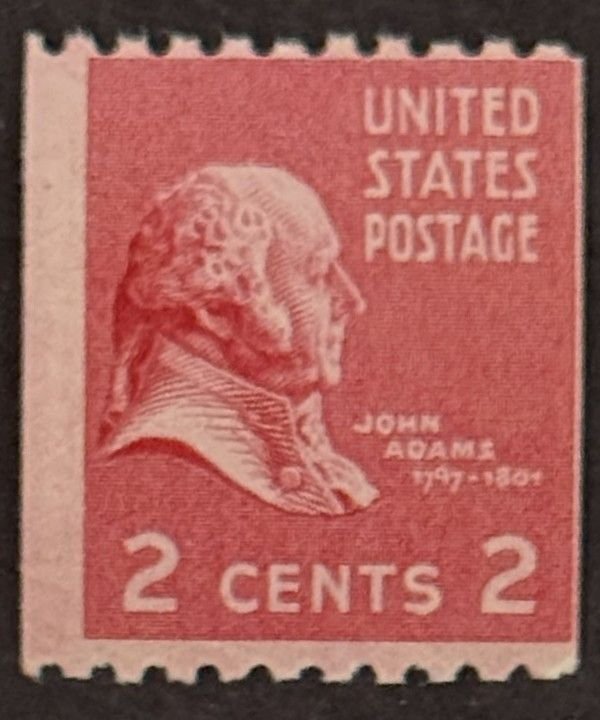 UNITED
STATES
POSTAGE
JOHN
ADAMS
1797-1801
2 CENTS 2